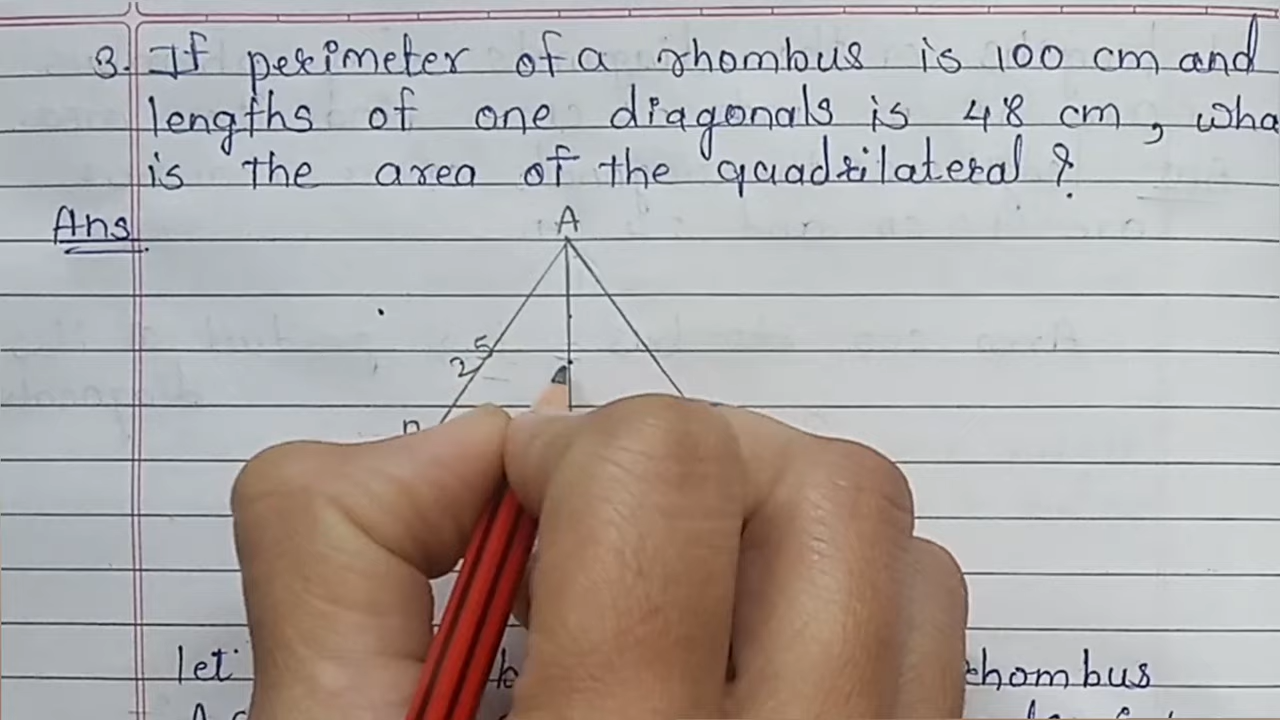 3. If perimeter of a rhombus is 100 cm and
lengths of one diagonals is 48 cm, wha
is the area of the quadrilateral ?
Ans
A
25
let rhombus